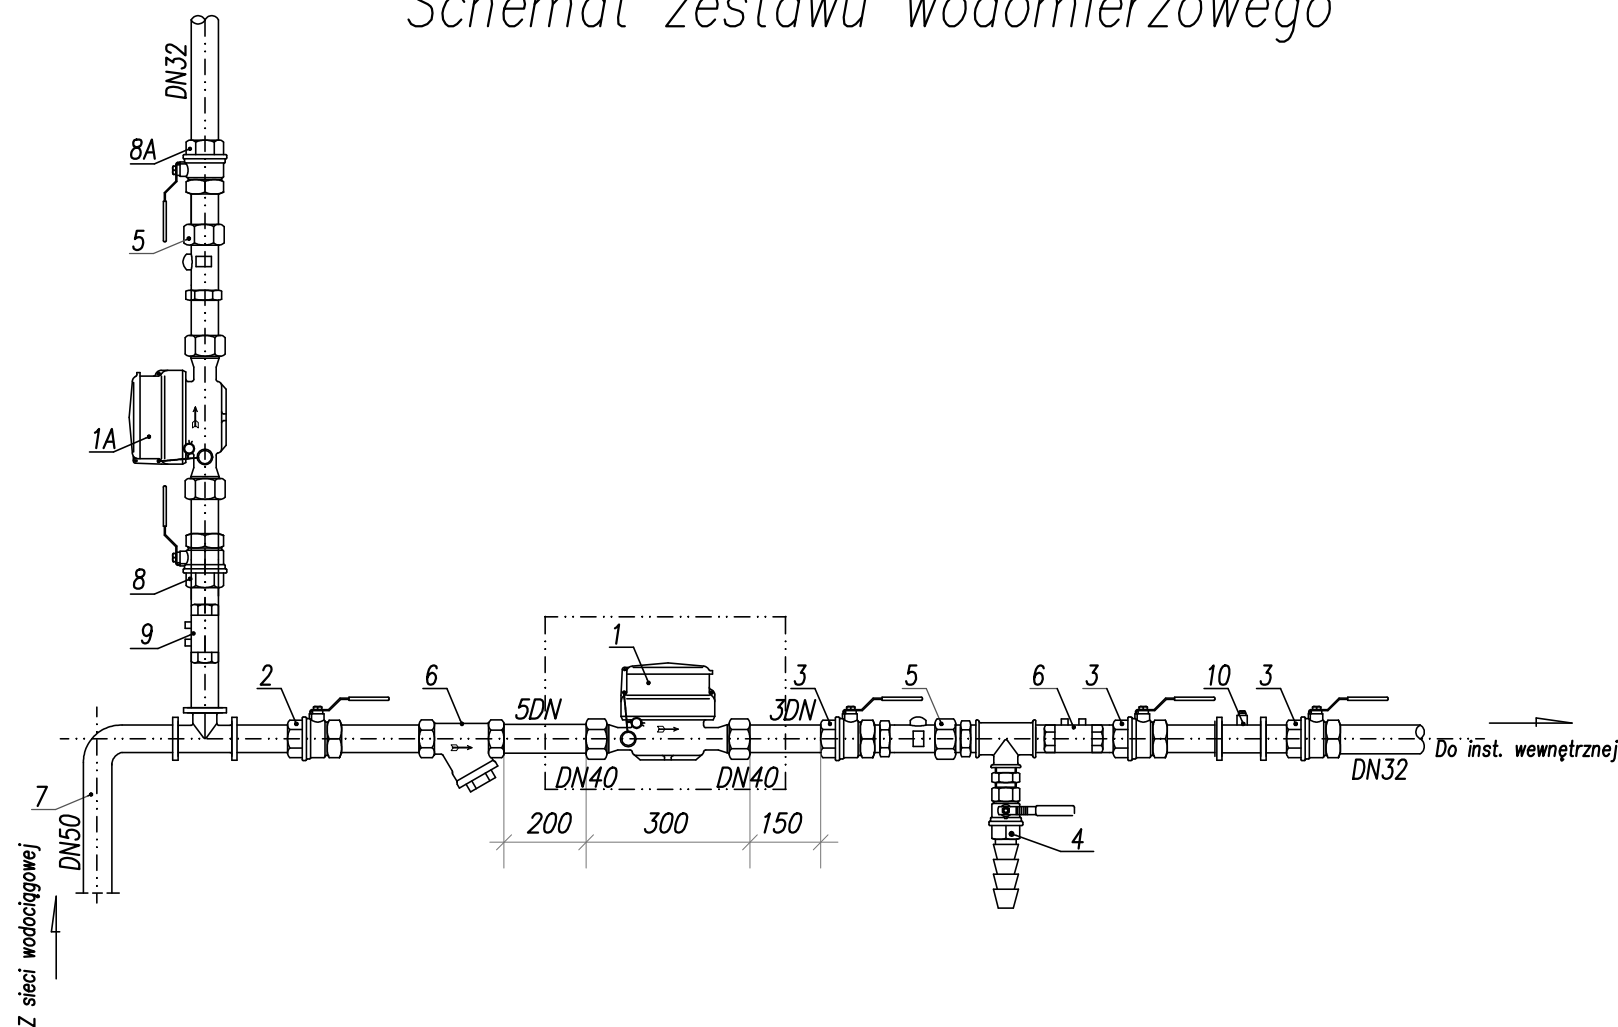 Schemat zestawu wodomierzowego
DN32
8A
5
1A
8
9
2
6
5DN
1
3DN
3
5
6
3
10
3
DN40
DN40
DN32
Do inst. wewnętrznej
7
DN50
200
300
150
4
Z sieci wodociągowej